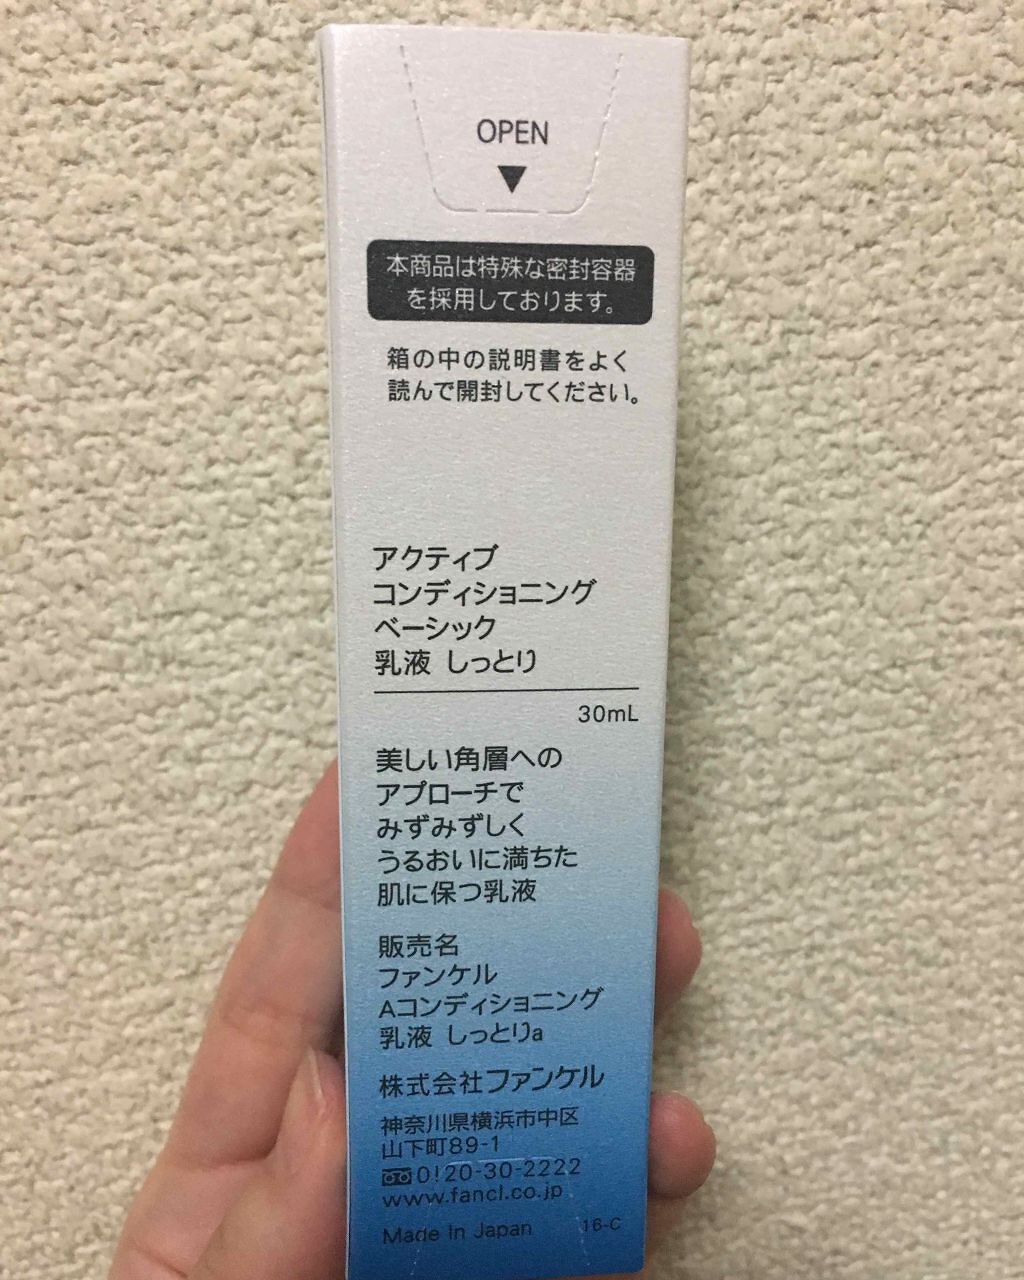 OPEN
▼
本商品は特殊な密封容器
を採用しております。
箱の中の説明書をよく
読んで開封してください。
アクティブ
コンディショニング
ベーシック
乳液 しっとり
30mL
美しい角層への
アプローチで
みずみずしく
うるおいに満ちた
肌に保つ乳液
販売名
ファンケル
Aコンディショニング
乳液 しっとりa
株式会社ファンケル
神奈川県横浜市中区
山下町89-1
0120-30-2222
www.fancl.co.jp
Made in Japan 16-C